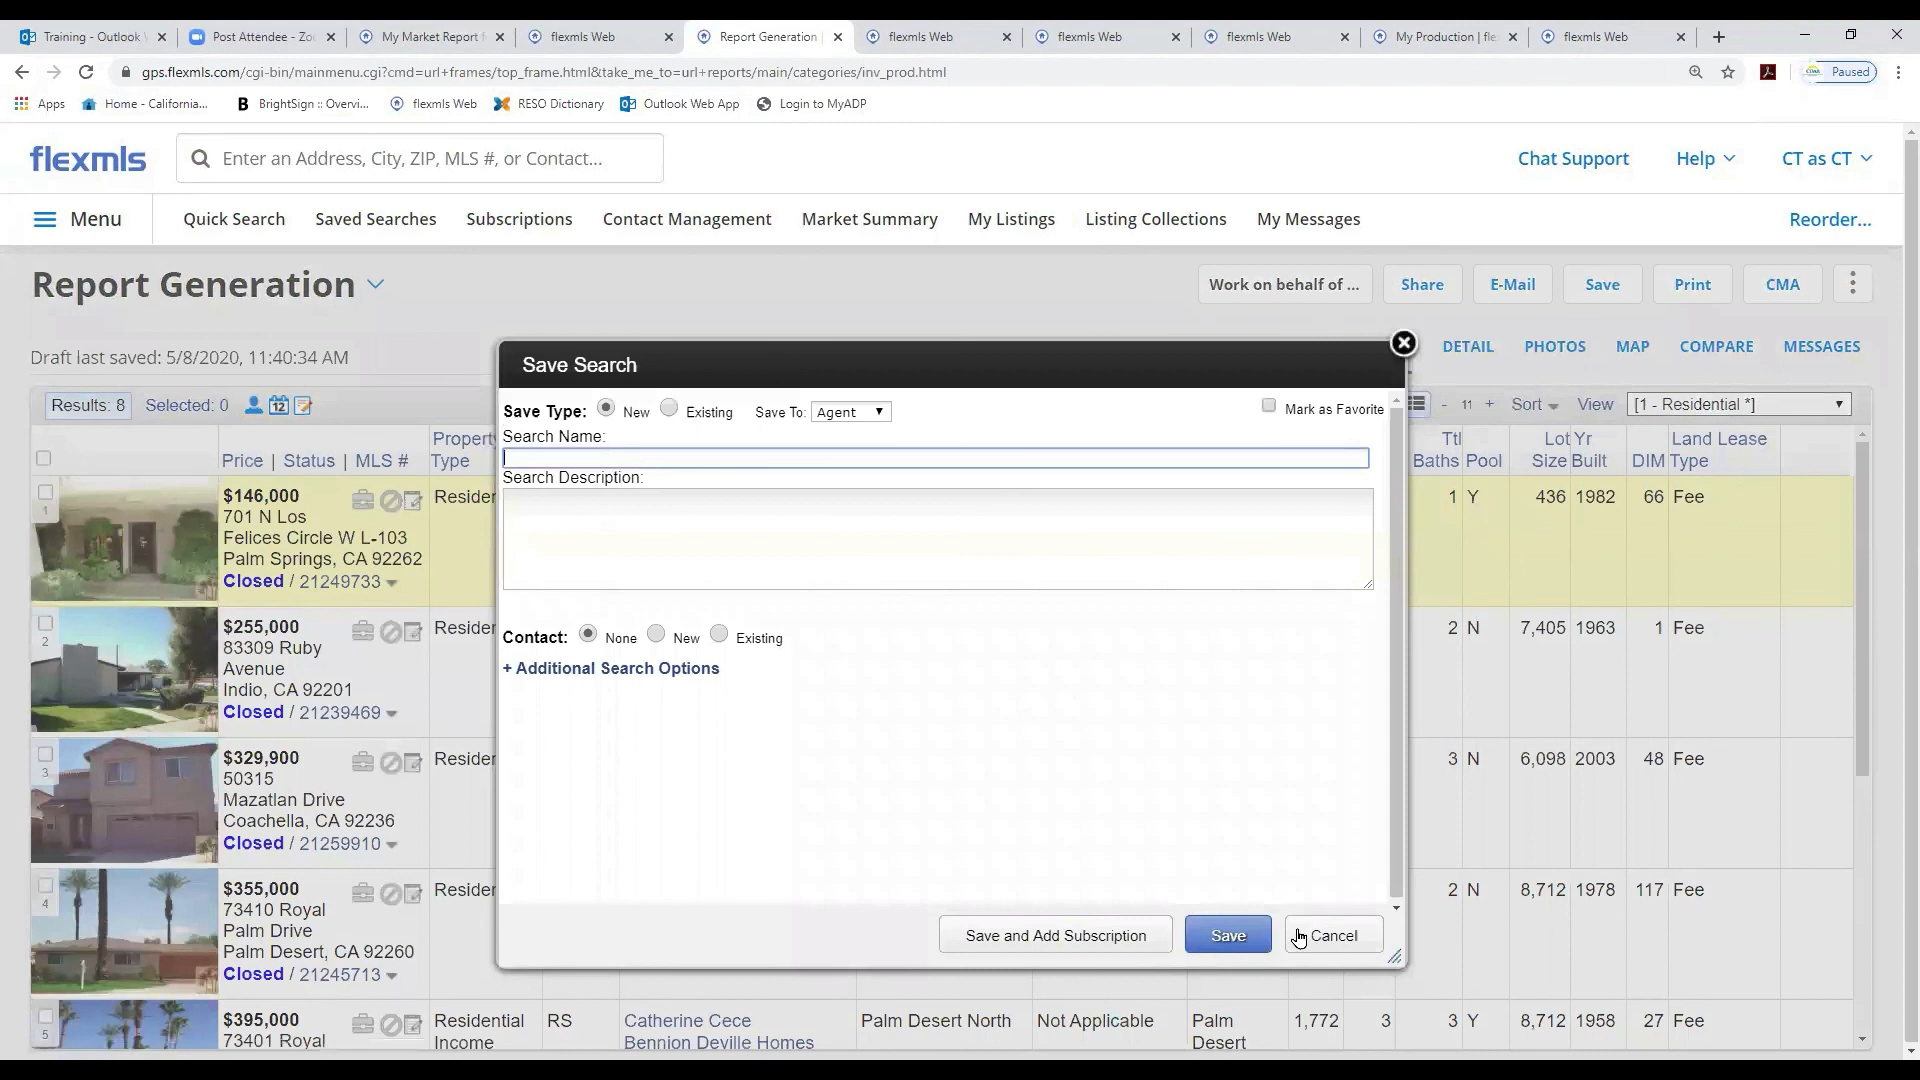 Training - Outlook
Post Attendee - Zo
My Market Report f
flexmls Web
Report Generation |
flexmls Web
flexmls Web
flexmls Web
My Production | fle
flexmls Web
gps.flexmls.com/cgi-bin/mainmenu.cgi?cmd=url+frames/top_frame.html&take_me_to=url+reports/main/categories/inv_prod.html
Paused
Apps
Home - California...
BrightSign :: Overvi...
flexmls Web
RESO Dictionary
Outlook Web App
Login to MyADP
flexmls
Enter an Address, City, ZIP, MLS #, or Contact...
Chat Support
Help
CT as CT
Menu
Quick Search
Saved Searches
Subscriptions
Contact Management
Market Summary
My Listings
Listing Collections
My Messages
Reorder...
Report Generation
Work on behalf of ...
Share
E-Mail
Save
Print
CMA
Draft last saved: 5/8/2020, 11:40:34 AM
DETAIL
PHOTOS
MAP
COMPARE
MESSAGES
Results: 8
Selected: 0
12
- 11 +
Sort
View
[1 - Residential *]
Price | Status | MLS #
Property
Type
Ttl
Baths
Pool
Lot
Size
Yr
Built
DIM
Land Lease
Type
Save Search
Save Type:
New
Existing
Save To:
Agent
Mark as Favorite
Search Name:
Search Description:
Contact:
None
New
Existing
+ Additional Search Options
Save and Add Subscription
Save
Cancel
1
$146,000
701 N Los
Felices Circle W L-103
Palm Springs, CA 92262
Closed / 21249733
Residen
1 Y 436 1982 66 Fee
2
$255,000
83309 Ruby
Avenue
Indio, CA 92201
Closed / 21239469
Residen
2 N 7,405 1963 1 Fee
3
$329,900
50315
Mazatlan Drive
Coachella, CA 92236
Closed / 21259910
Residen
3 N 6,098 2003 48 Fee
4
$355,000
73410 Royal
Palm Drive
Palm Desert, CA 92260
Closed / 21245713
Residen
2 N 8,712 1978 117 Fee
5
$395,000
73401 Royal
Residential
Income
RS
Catherine Cece
Bennion Deville Homes
Palm Desert North
Not Applicable
Palm
Desert
1,772 3 3 Y 8,712 1958 27 Fee